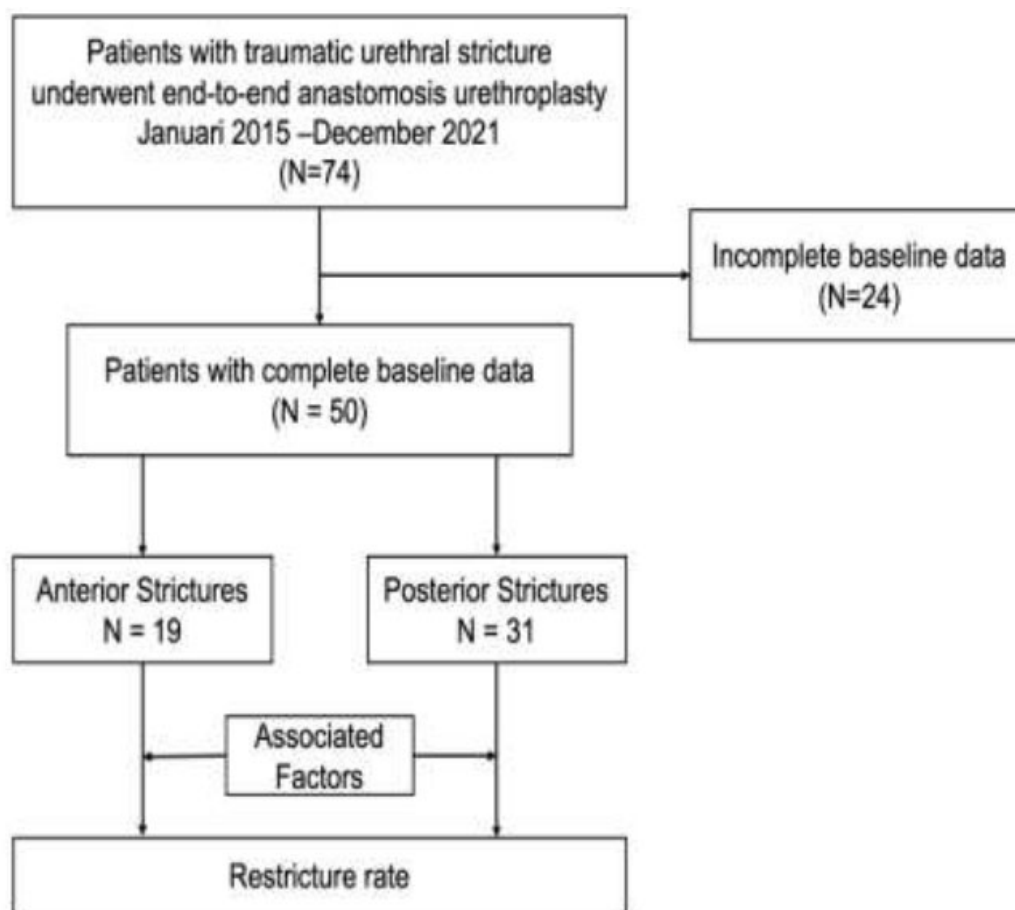 Patients with traumatic urethral stricture
underwent end-to-end anastomosis urethroplasty
Januari 2015 –December 2021
(N=74)
Incomplete baseline data
(N=24)
Patients with complete baseline data
(N = 50)
Anterior Strictures
N = 19
Posterior Strictures
N = 31
Associated
Factors
Restricture rate